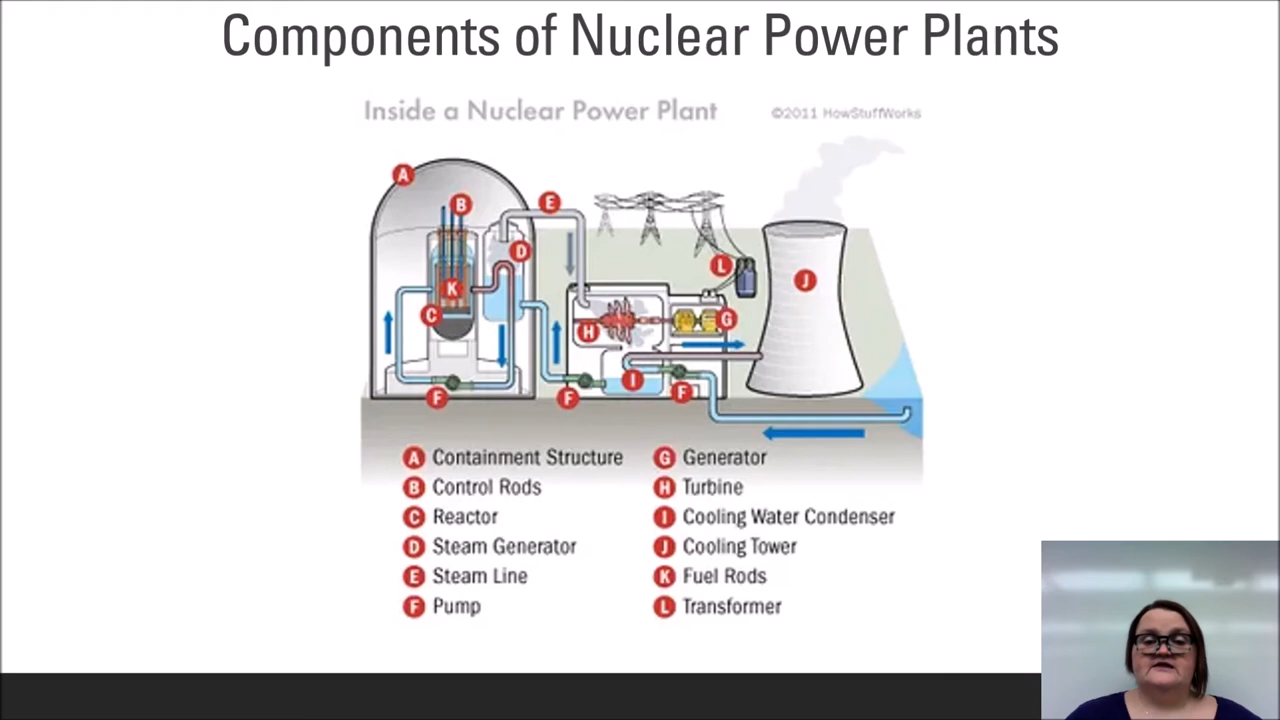 Components of Nuclear Power Plants
Inside a Nuclear Power Plant
©2011 HowStuffWorks
A
B
E
D
L
K
J
C
G
H
I
F
F
F
A Containment Structure
B Control Rods
C Reactor
D Steam Generator
E Steam Line
F Pump
G Generator
H Turbine
I Cooling Water Condenser
J Cooling Tower
K Fuel Rods
L Transformer